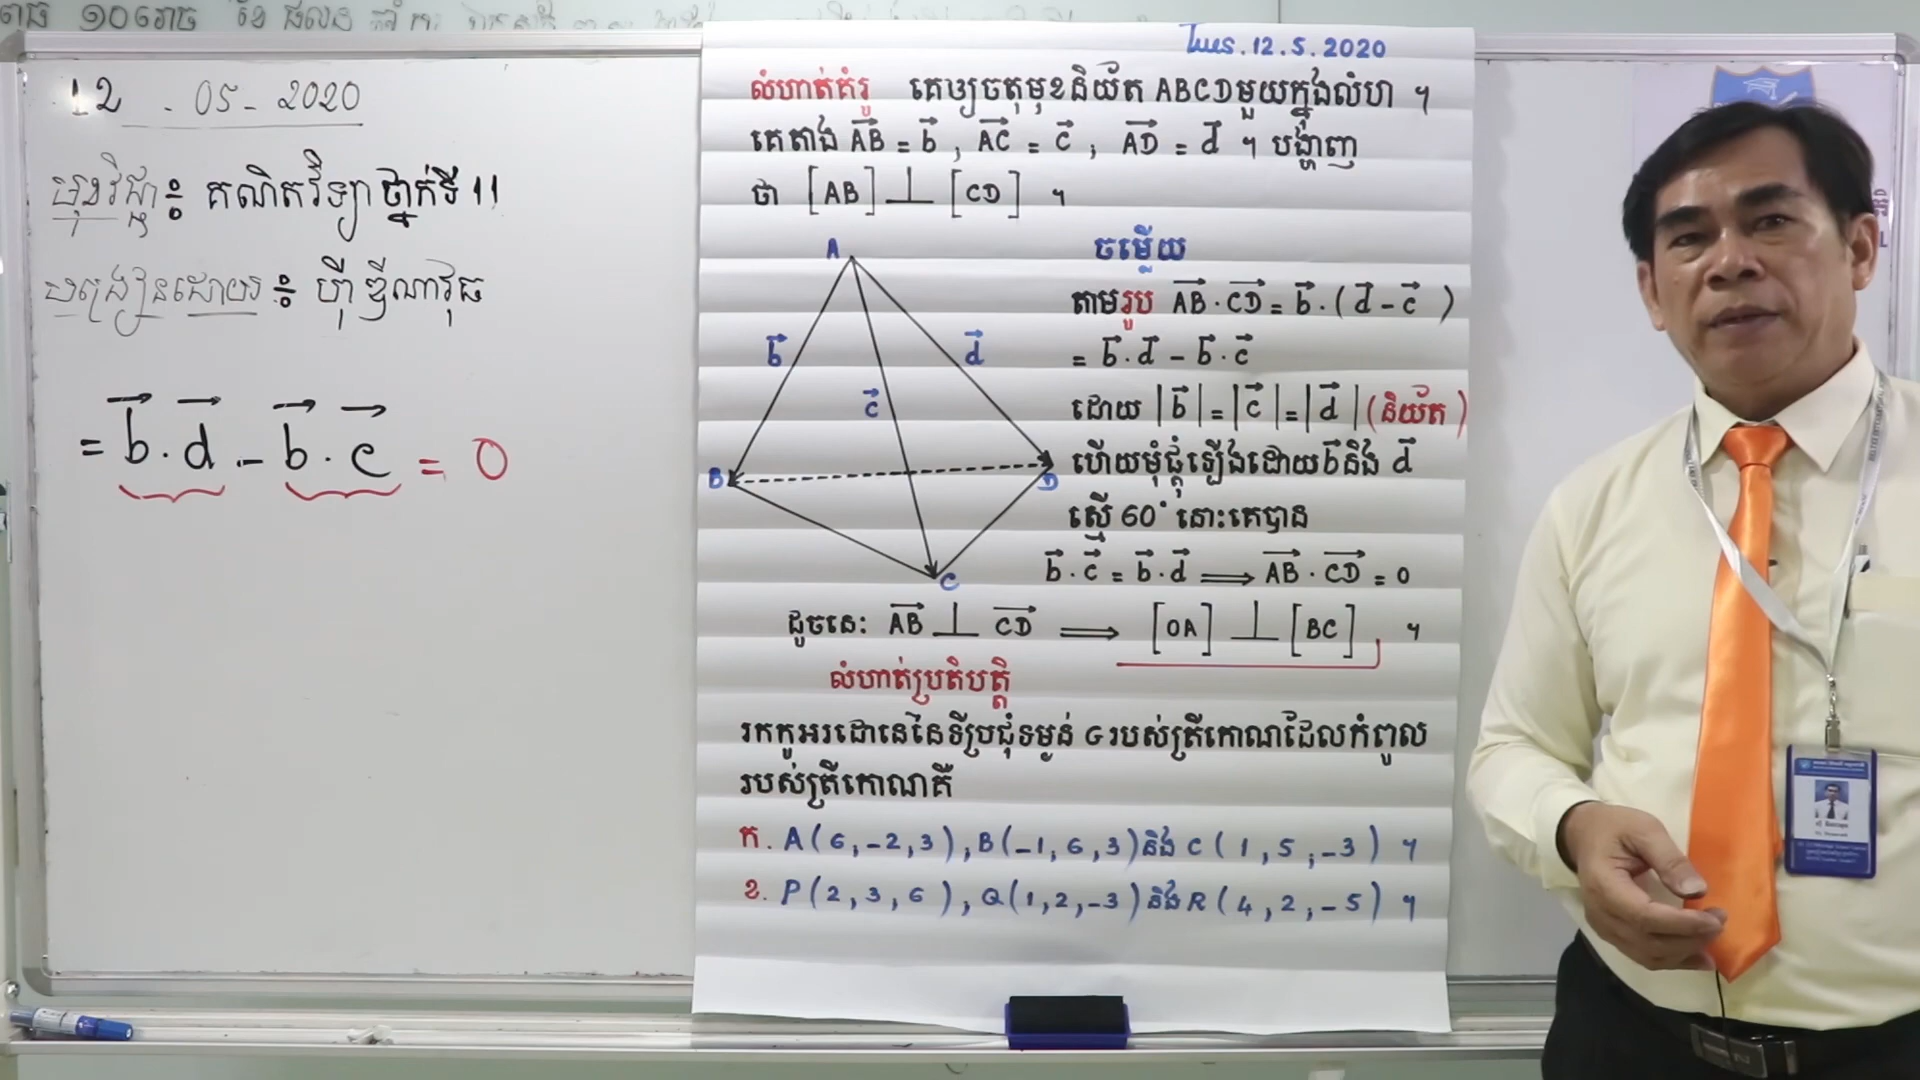 12 - 05 - 2020
មុខវិជ្ជា ៖ គណិតវិទ្យា ថ្នាក់ទី 11
បង្រៀនដោយ ៖ ហ៊ី ឌីណាវុធ
= b⃗ . d⃗ - b⃗ . c⃗ = 0
Tues. 12. 5. 2020
លំហាត់គំរូ គេឲ្យចតុមុខនិយ័ត ABCD មួយក្នុងលំហ ។
គេតាង AB⃗ = b⃗ , AC⃗ = c⃗ , AD⃗ = d⃗ ។ បង្ហាញ
ថា [AB] ⊥ [CD] ។
A
b⃗
d⃗
c⃗
B
D
C
ចម្លើយ
តាមរូប AB⃗ · CD⃗ = b⃗ · ( d⃗ - c⃗ )
= b⃗ · d⃗ - b⃗ · c⃗
ដោយ |b⃗| = |c⃗| = |d⃗| (និយ័ត)
ហើយមុំផ្គុំឡើងដោយ b⃗ និង d⃗
ស្មើ 60° នោះគេបាន
b⃗ · c⃗ = b⃗ · d⃗ ⟹ AB⃗ · CD⃗ = 0
ដូចនេះ AB⃗ ⊥ CD⃗ ⟹ [OA] ⊥ [BC] ។
លំហាត់ប្រតិបត្តិ
រកកូអរដោនេនៃទីប្រជុំទម្ងន់ G របស់ត្រីកោណដែលកំពូល
របស់ត្រីកោណគឺ
ក. A ( 6 , -2 , 3 ) , B ( -1 , 6 , 3 ) និង C ( 1 , 5 , -3 ) ។
ខ. P ( 2 , 3 , 6 ) , Q ( 1 , 2 , -3 ) និង R ( 4 , 2 , -5 ) ។